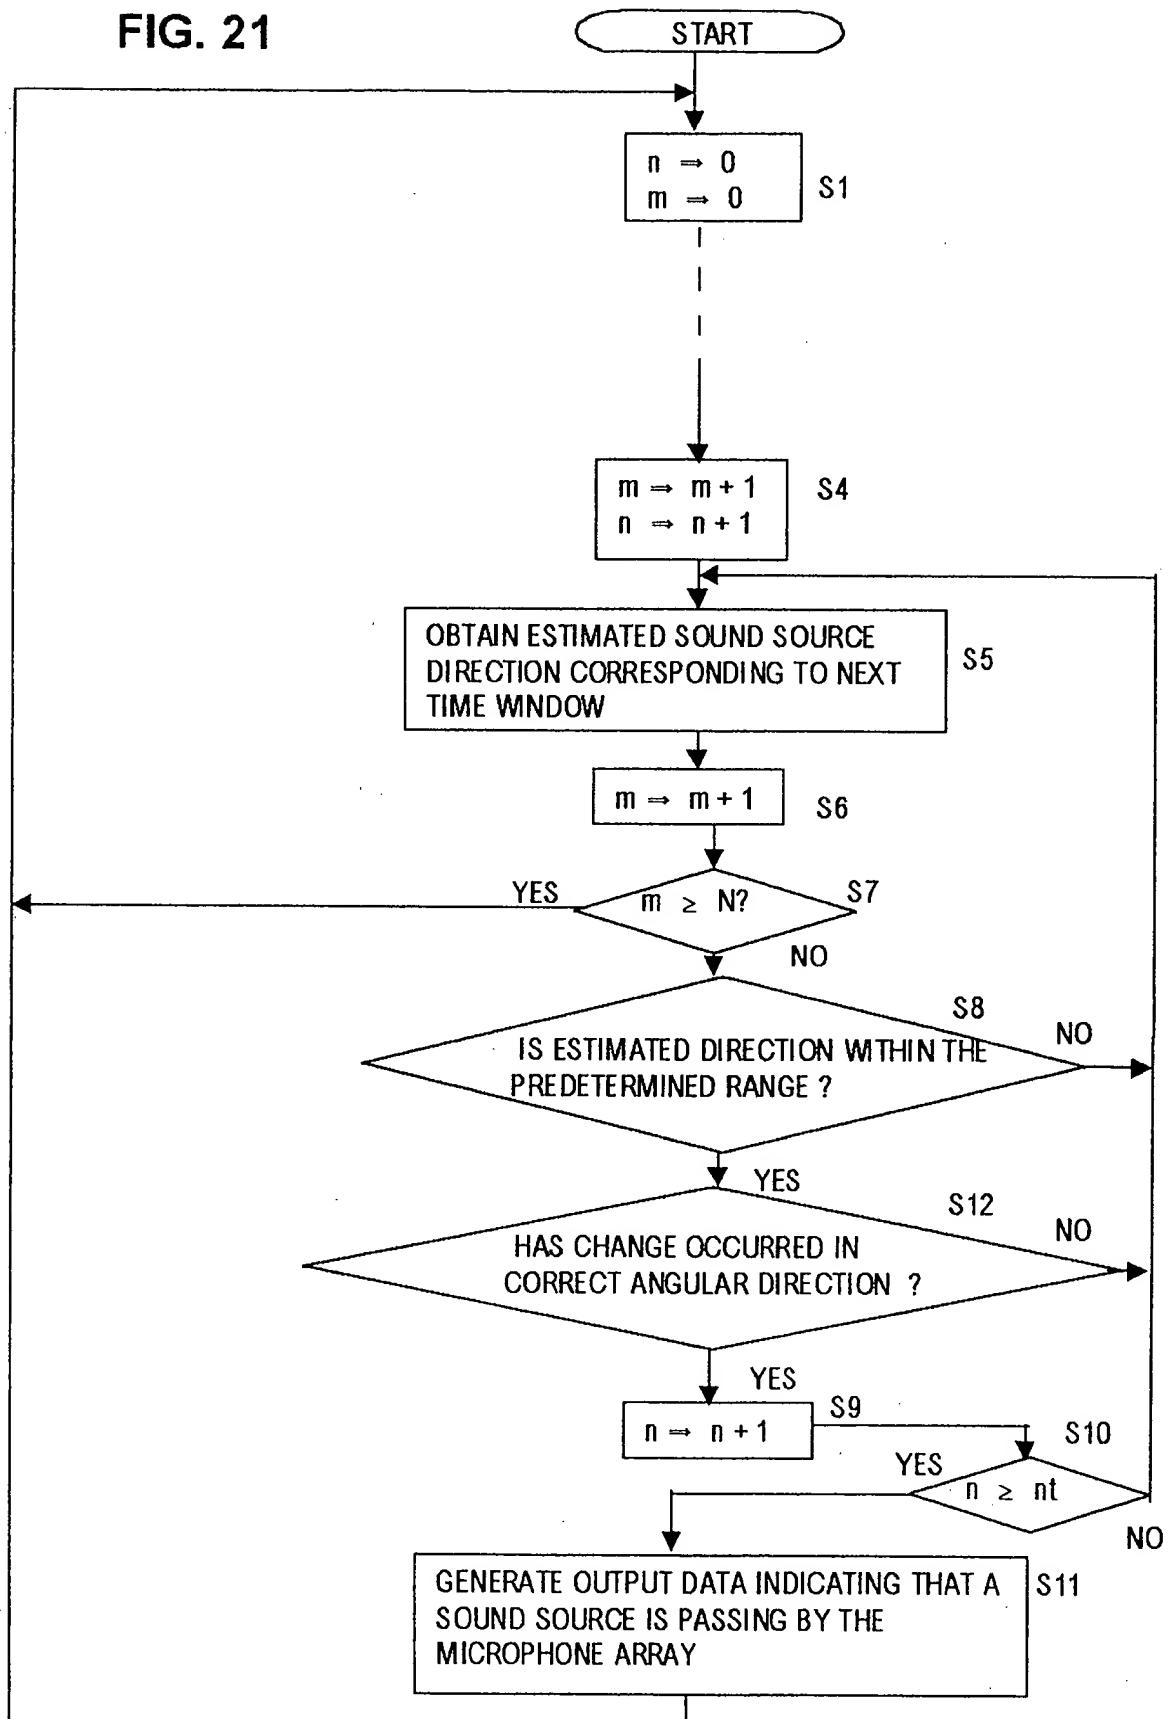 FIG. 21
START
n ⇒ 0
m ⇒ 0
S1
m ⇒ m + 1
n ⇒ n + 1
S4
OBTAIN ESTIMATED SOUND SOURCE
DIRECTION CORRESPONDING TO NEXT
TIME WINDOW
S5
m ⇒ m + 1
S6
YES
m ≥ N?
S7
NO
S8
NO
IS ESTIMATED DIRECTION WITHIN THE
PREDETERMINED RANGE ?
YES
S12
NO
HAS CHANGE OCCURRED IN
CORRECT ANGULAR DIRECTION ?
YES
n ⇒ n + 1
S9
S10
YES
n ≥ nt
NO
GENERATE OUTPUT DATA INDICATING THAT A
SOUND SOURCE IS PASSING BY THE
MICROPHONE ARRAY
S11